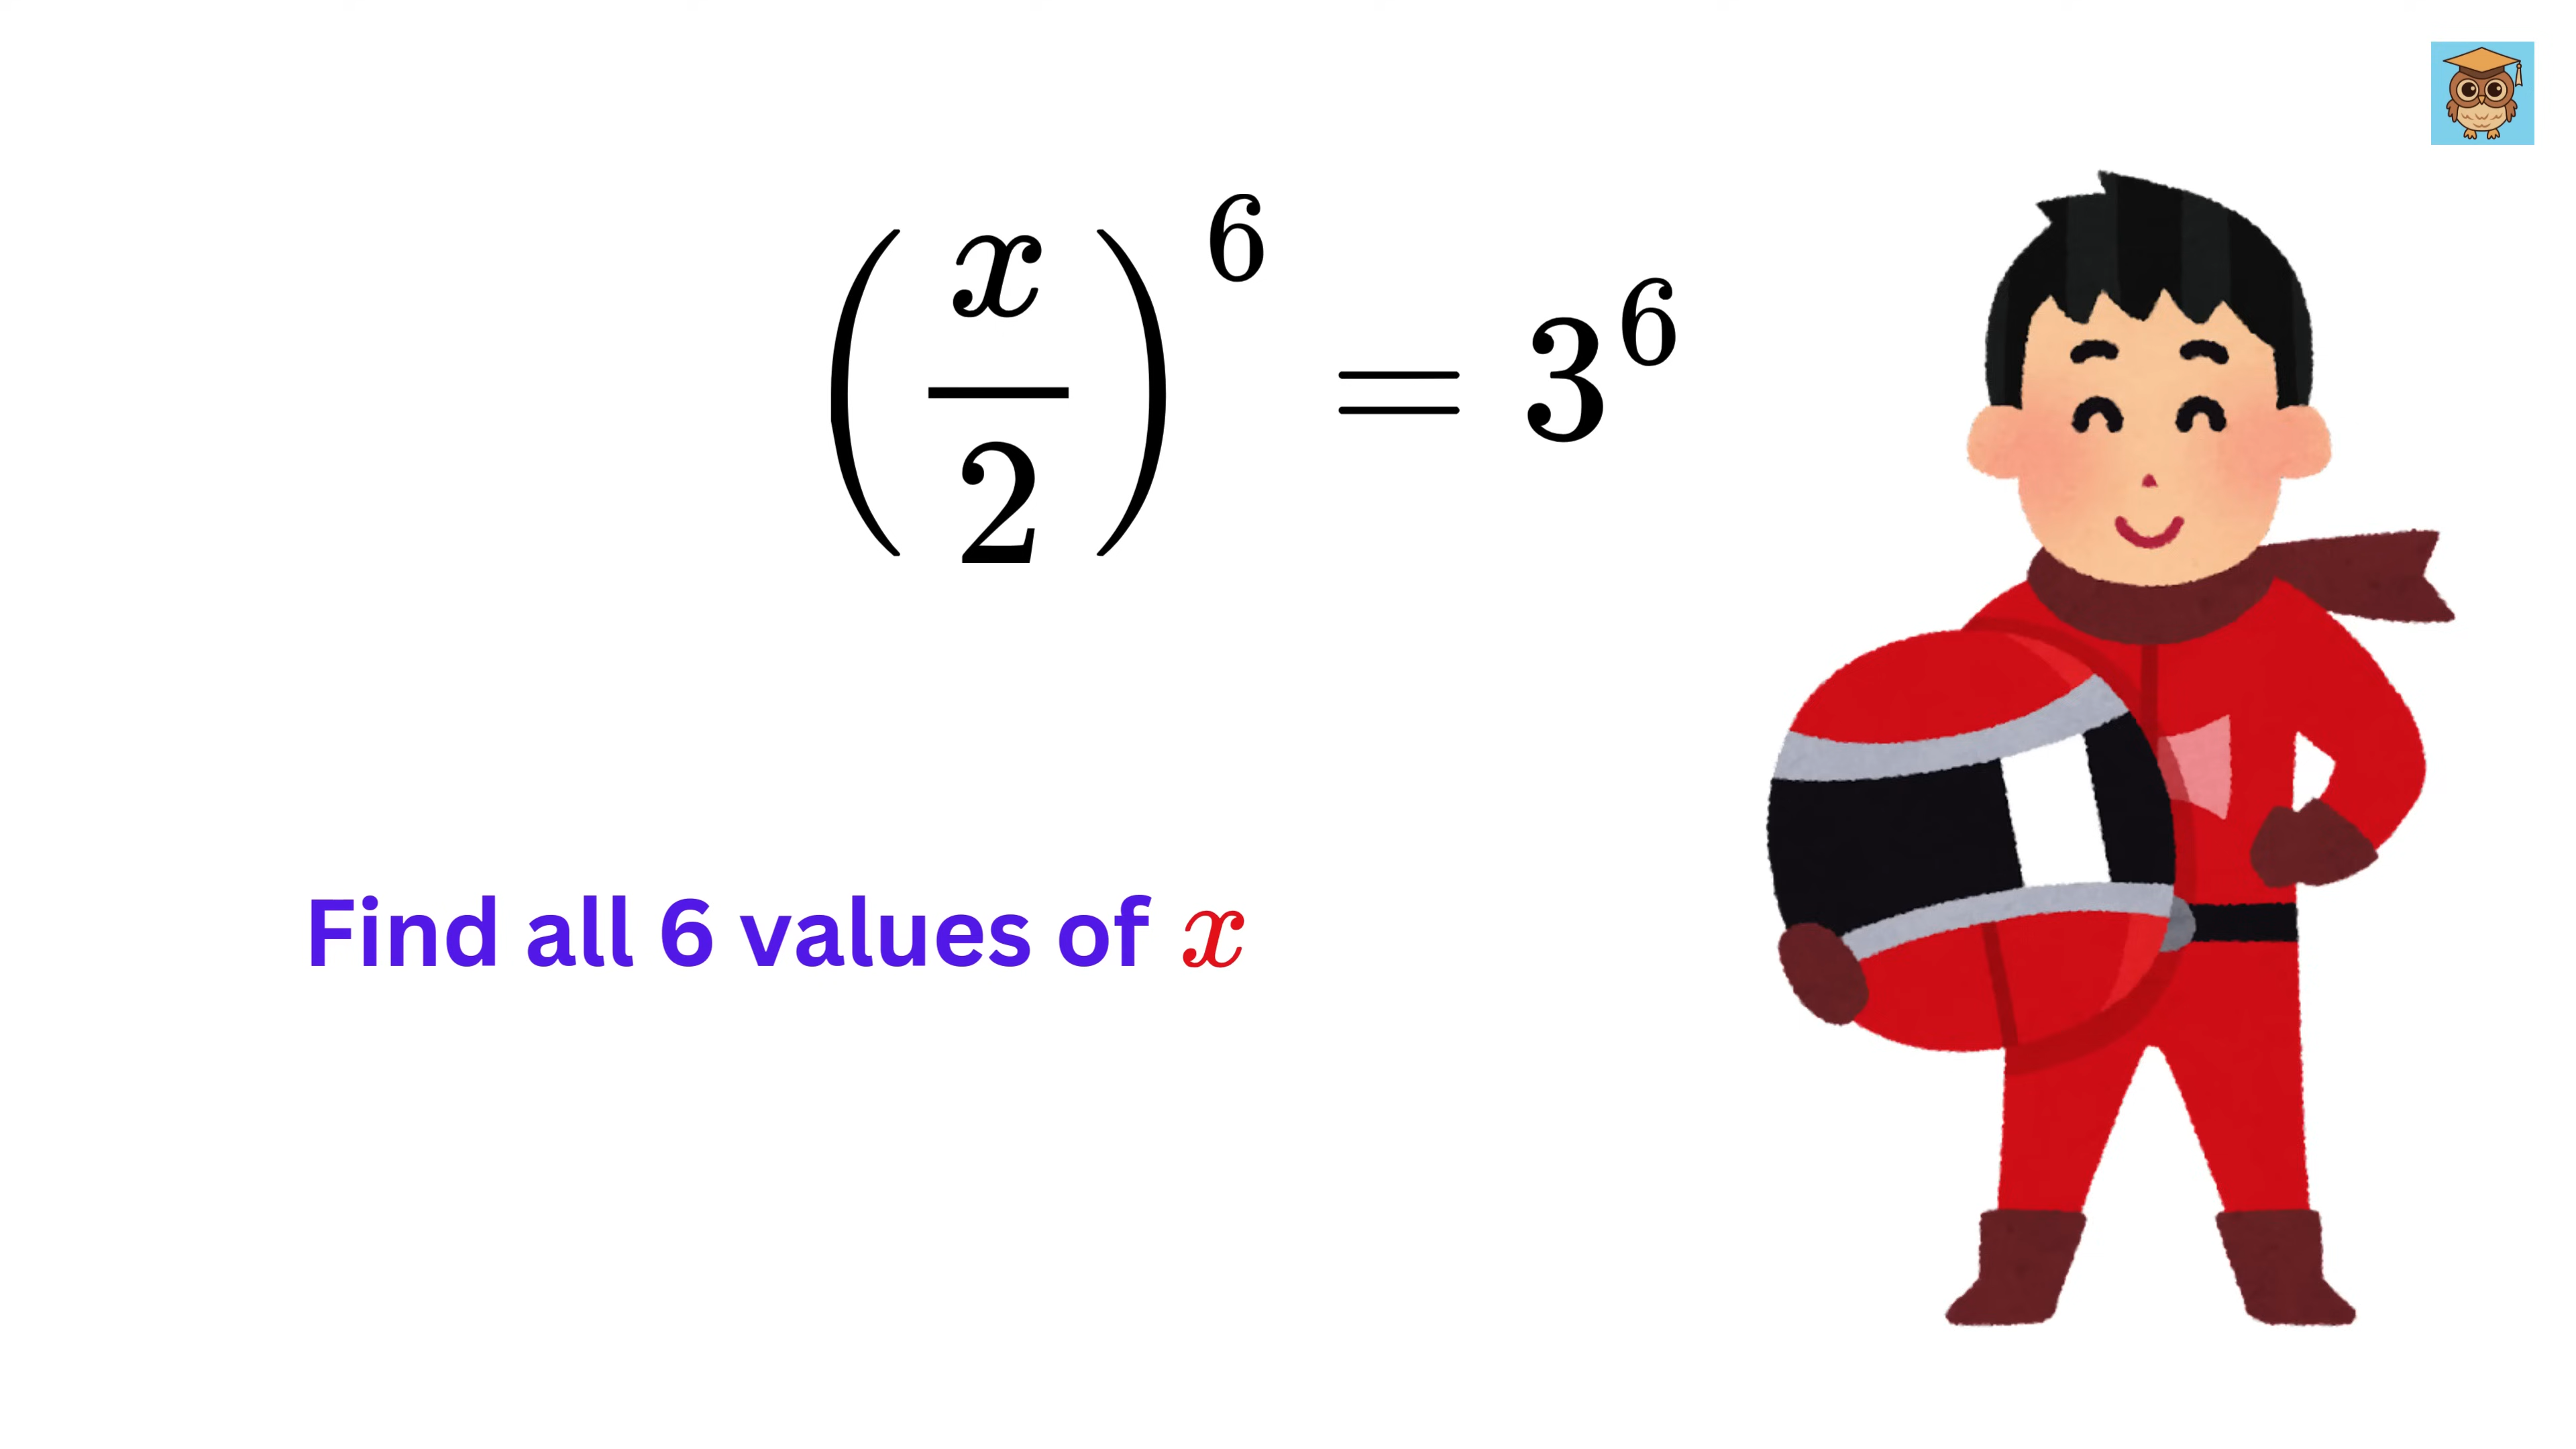 (x/2)^6 = 3^6
Find all 6 values of x